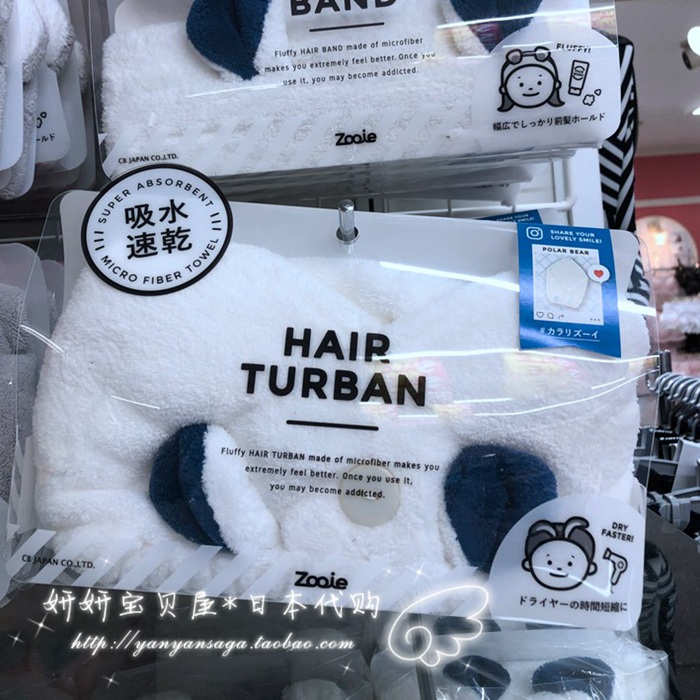 BAND
Fluffy HAIR BAND made of microfiber
makes you extremely feel better. Once you
use it, you may become addicted.
FLUFFY!
幅広でしっかり前髪ホールド
Zooie
CB JAPAN CO.,LTD.
SUPER ABSORBENT
吸水
速乾
MICRO FIBER TOWEL
SHARE YOUR
LOVELY SMILE!
POLAR BEAR
#カラリズーイ
HAIR
TURBAN
Fluffy HAIR TURBAN made of microfiber makes you
extremely feel better. Once you use it,
you may become addicted.
DRY
FASTER!
ドライヤーの時間短縮に
CB JAPAN CO.,LTD.
Zooie
妍妍宝贝屋*日本代购
http://yanyansaga.taobao.com